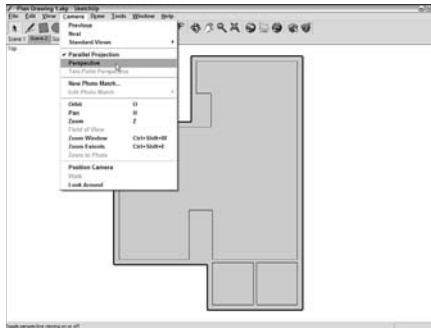 Plan Drawing 1.skp - SketchUp
File Edit View Camera Draw Tools Window Help
Scene 1 Scene 2
Top
Previous
Next
Standard Views
Parallel Projection
Perspective
Two-Point Perspective
New Photo Match...
Edit Photo Match
Orbit O
Pan H
Zoom Z
Field of View
Zoom Window Ctrl+Shift+W
Zoom Extents Ctrl+Shift+E
Zoom to Photo
Position Camera
Walk
Look Around